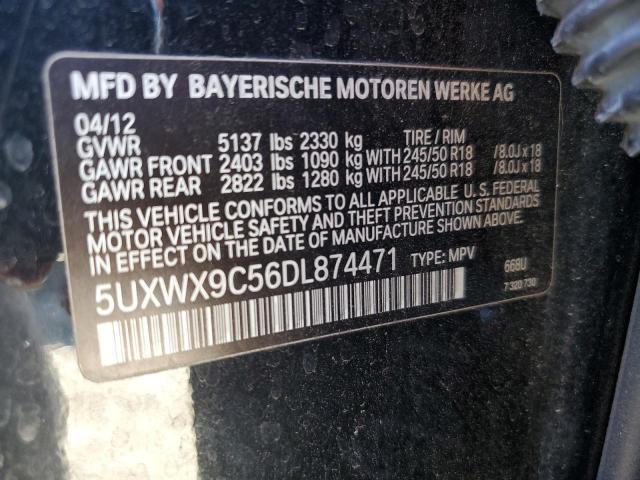 MFD BY BAYERISCHE MOTOREN WERKE AG
04/12
GVWR 5137 lbs 2330 kg TIRE / RIM
GAWR FRONT 2403 lbs 1090 kg WITH 245/50 R18 /8.0J x 18
GAWR REAR 2822 lbs 1280 kg WITH 245/50 R18 /8.0J x 18
THIS VEHICLE CONFORMS TO ALL APPLICABLE U. S. FEDERAL
MOTOR VEHICLE SAFETY AND THEFT PREVENTION STANDARDS
IN EFFECT ON THE DATE OF MANUFACTURE SHOWN ABOVE.
5UXWX9C56DL874471 TYPE: MPV 668U
7 320 730